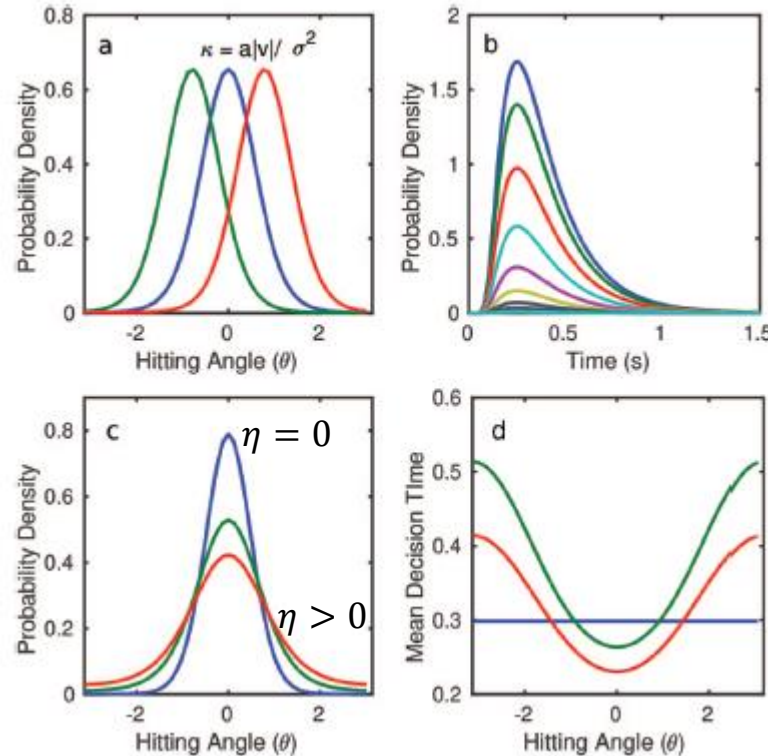 a
κ = a|v|/ σ²
0.8
0.6
0.4
0.2
0
-2
0
2
Probability Density
Hitting Angle (θ)
b
2
1.5
1
0.5
0
0
0.5
1
1.5
Probability Density
Time (s)
c
η = 0
η > 0
0.8
0.6
0.4
0.2
0
-2
0
2
Probability Density
Hitting Angle (θ)
d
0.6
0.5
0.4
0.3
0.2
-2
0
2
Mean Decision TIme
Hitting Angle (θ)